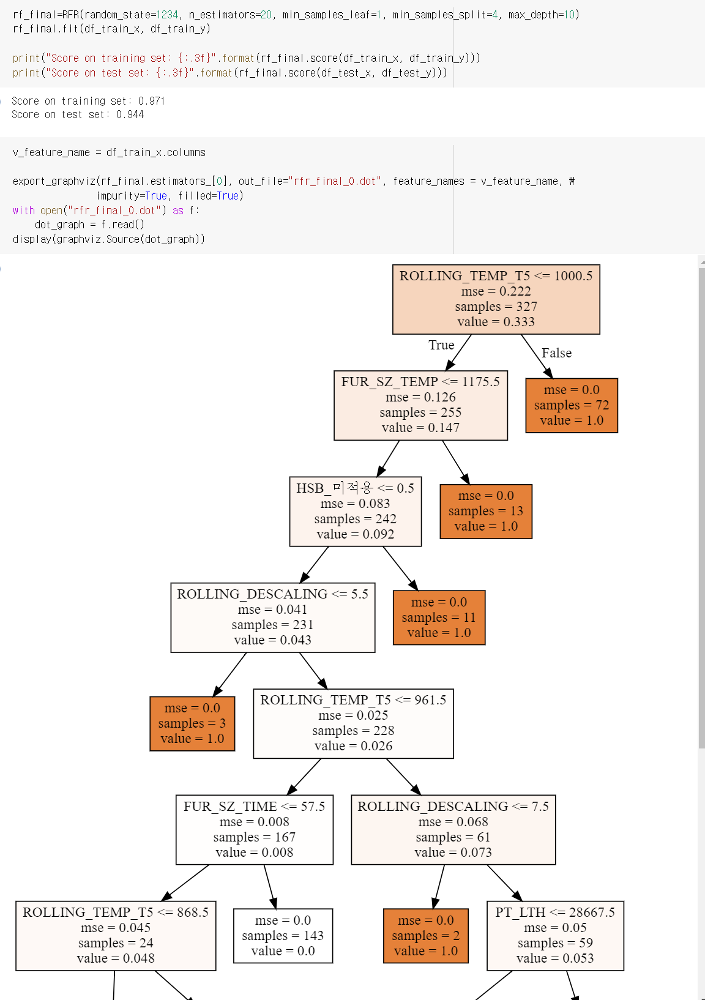 rf_final=RFR(random_state=1234, n_estimators=20, min_samples_leaf=1, min_samples_split=4, max_depth=10)
rf_final.fit(df_train_x, df_train_y)
print("Score on training set: {:.3f}".format(rf_final.score(df_train_x, df_train_y)))
print("Score on test set: {:.3f}".format(rf_final.score(df_test_x, df_test_y)))
Score on training set: 0.971
Score on test set: 0.944
v_feature_name = df_train_x.columns
export_graphviz(rf_final.estimators_[0], out_file="rfr_final_0.dot", feature_names = v_feature_name, ₩
impurity=True, filled=True)
with open("rfr_final_0.dot") as f:
dot_graph = f.read()
display(graphviz.Source(dot_graph))
ROLLING_TEMP_T5 <= 1000.5
mse = 0.222
samples = 327
value = 0.333
True
False
FUR_SZ_TEMP <= 1175.5
mse = 0.126
samples = 255
value = 0.147
mse = 0.0
samples = 72
value = 1.0
HSB_미적용 <= 0.5
mse = 0.083
samples = 242
value = 0.092
mse = 0.0
samples = 13
value = 1.0
ROLLING_DESCALING <= 5.5
mse = 0.041
samples = 231
value = 0.043
mse = 0.0
samples = 11
value = 1.0
mse = 0.0
samples = 3
value = 1.0
ROLLING_TEMP_T5 <= 961.5
mse = 0.025
samples = 228
value = 0.026
FUR_SZ_TIME <= 57.5
mse = 0.008
samples = 167
value = 0.008
ROLLING_DESCALING <= 7.5
mse = 0.068
samples = 61
value = 0.073
ROLLING_TEMP_T5 <= 868.5
mse = 0.045
samples = 24
value = 0.048
mse = 0.0
samples = 143
value = 0.0
mse = 0.0
samples = 2
value = 1.0
PT_LTH <= 28667.5
mse = 0.05
samples = 59
value = 0.053